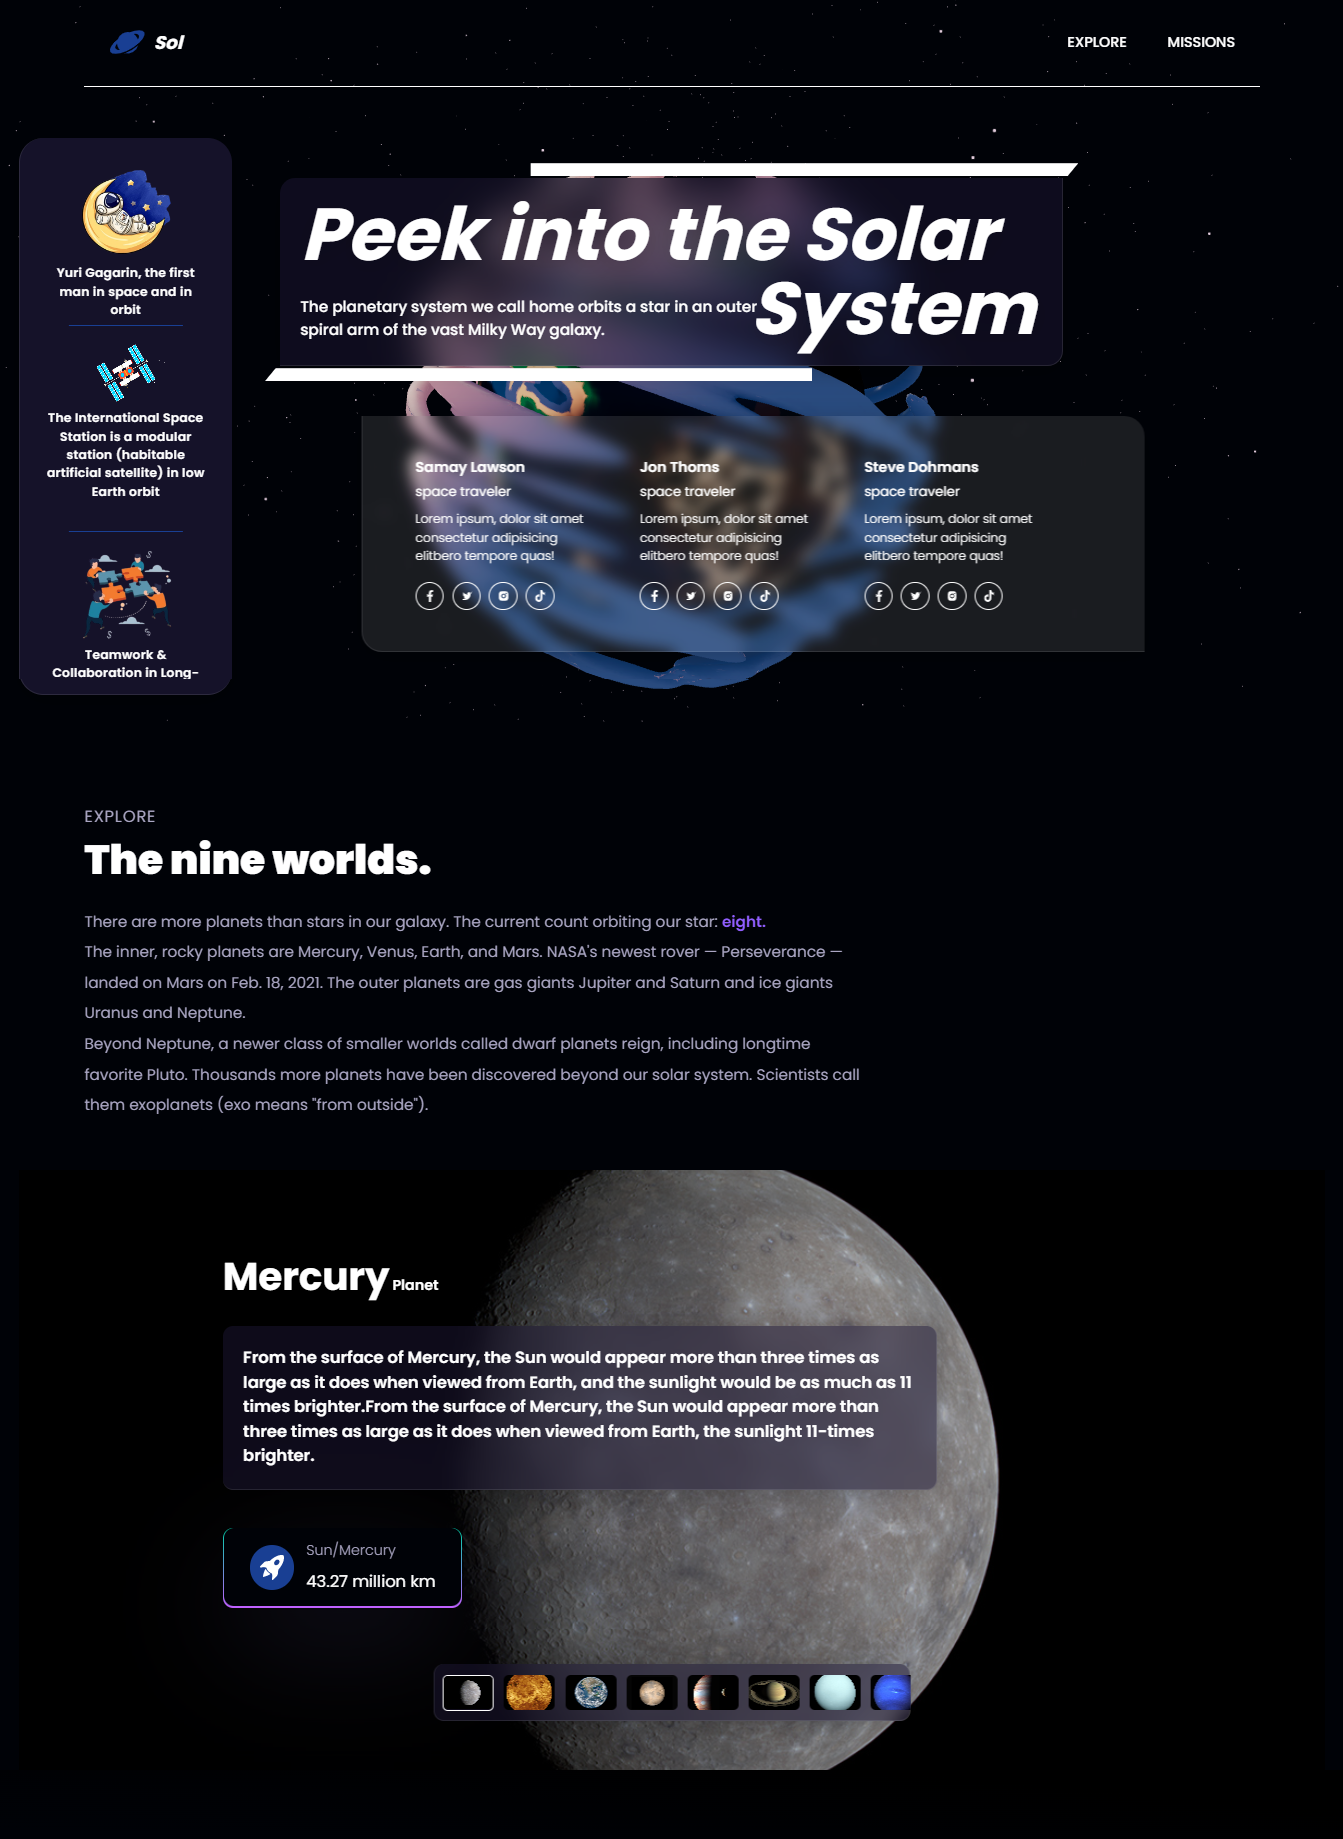 Sol
EXPLORE
MISSIONS
Yuri Gagarin, the first
man in space and in
orbit
The International Space
Station is a modular
station (habitable
artificial satellite) in low
Earth orbit
Teamwork &
Collaboration in Long-
Peek into the Solar
System
The planetary system we call home orbits a star in an outer
spiral arm of the vast Milky Way galaxy.
Samay Lawson
space traveler
Lorem ipsum, dolor sit amet
consectetur adipisicing
elitbero tempore quas!
Jon Thoms
space traveler
Lorem ipsum, dolor sit amet
consectetur adipisicing
elitbero tempore quas!
Steve Dohmans
space traveler
Lorem ipsum, dolor sit amet
consectetur adipisicing
elitbero tempore quas!
EXPLORE
The nine worlds.
There are more planets than stars in our galaxy. The current count orbiting our star: eight.
The inner, rocky planets are Mercury, Venus, Earth, and Mars. NASA's newest rover — Perseverance —
landed on Mars on Feb. 18, 2021. The outer planets are gas giants Jupiter and Saturn and ice giants
Uranus and Neptune.
Beyond Neptune, a newer class of smaller worlds called dwarf planets reign, including longtime
favorite Pluto. Thousands more planets have been discovered beyond our solar system. Scientists call
them exoplanets (exo means "from outside").
Mercury Planet
From the surface of Mercury, the Sun would appear more than three times as
large as it does when viewed from Earth, and the sunlight would be as much as 11
times brighter.From the surface of Mercury, the Sun would appear more than
three times as large as it does when viewed from Earth, the sunlight 11-times
brighter.
Sun/Mercury
43.27 million km